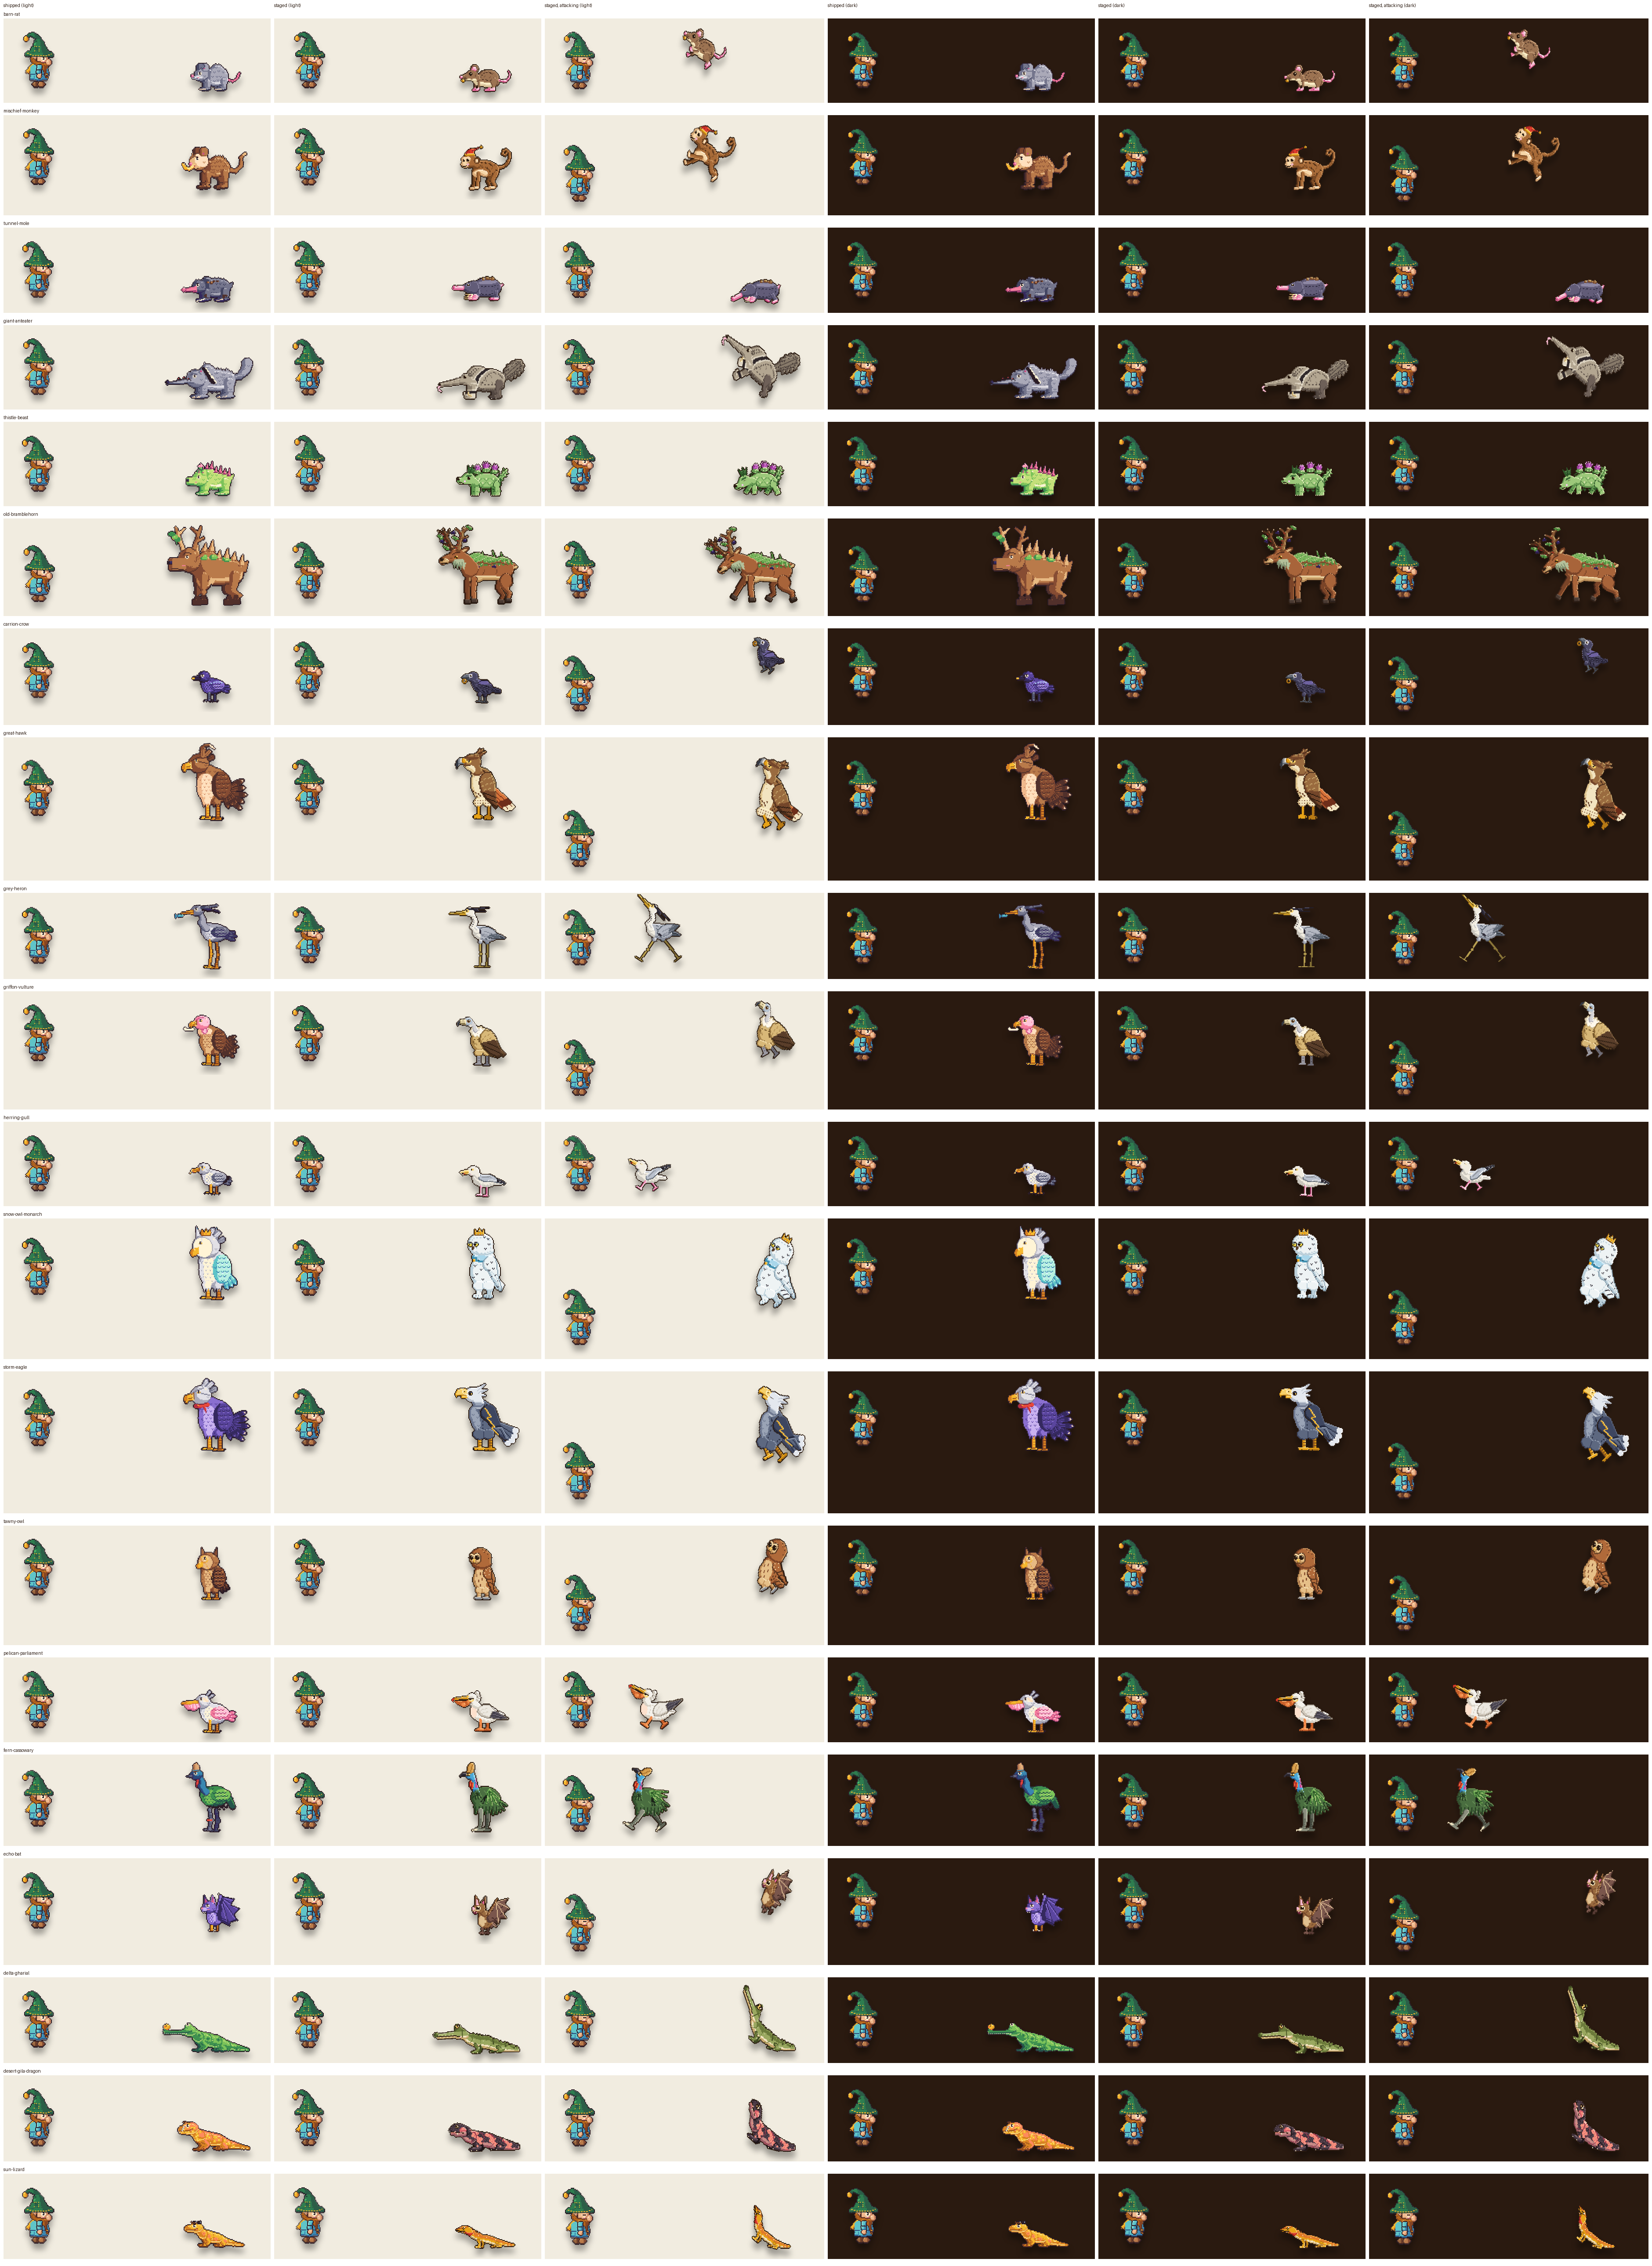 shipped (light) staged (light) staged, attacking (light) shipped (dark) staged (dark) staged, attacking (dark)
barn-rat
mischief-monkey
tunnel-mole
giant-anteater
thistle-beast
old-bramblehorn
carrion-crow
great-hawk
grey-heron
griffon-vulture
herring-gull
snow-owl-monarch
storm-eagle
tawny-owl
pelican-parliament
fern-cassowary
echo-bat
delta-gharial
desert-gila-dragon
sun-lizard